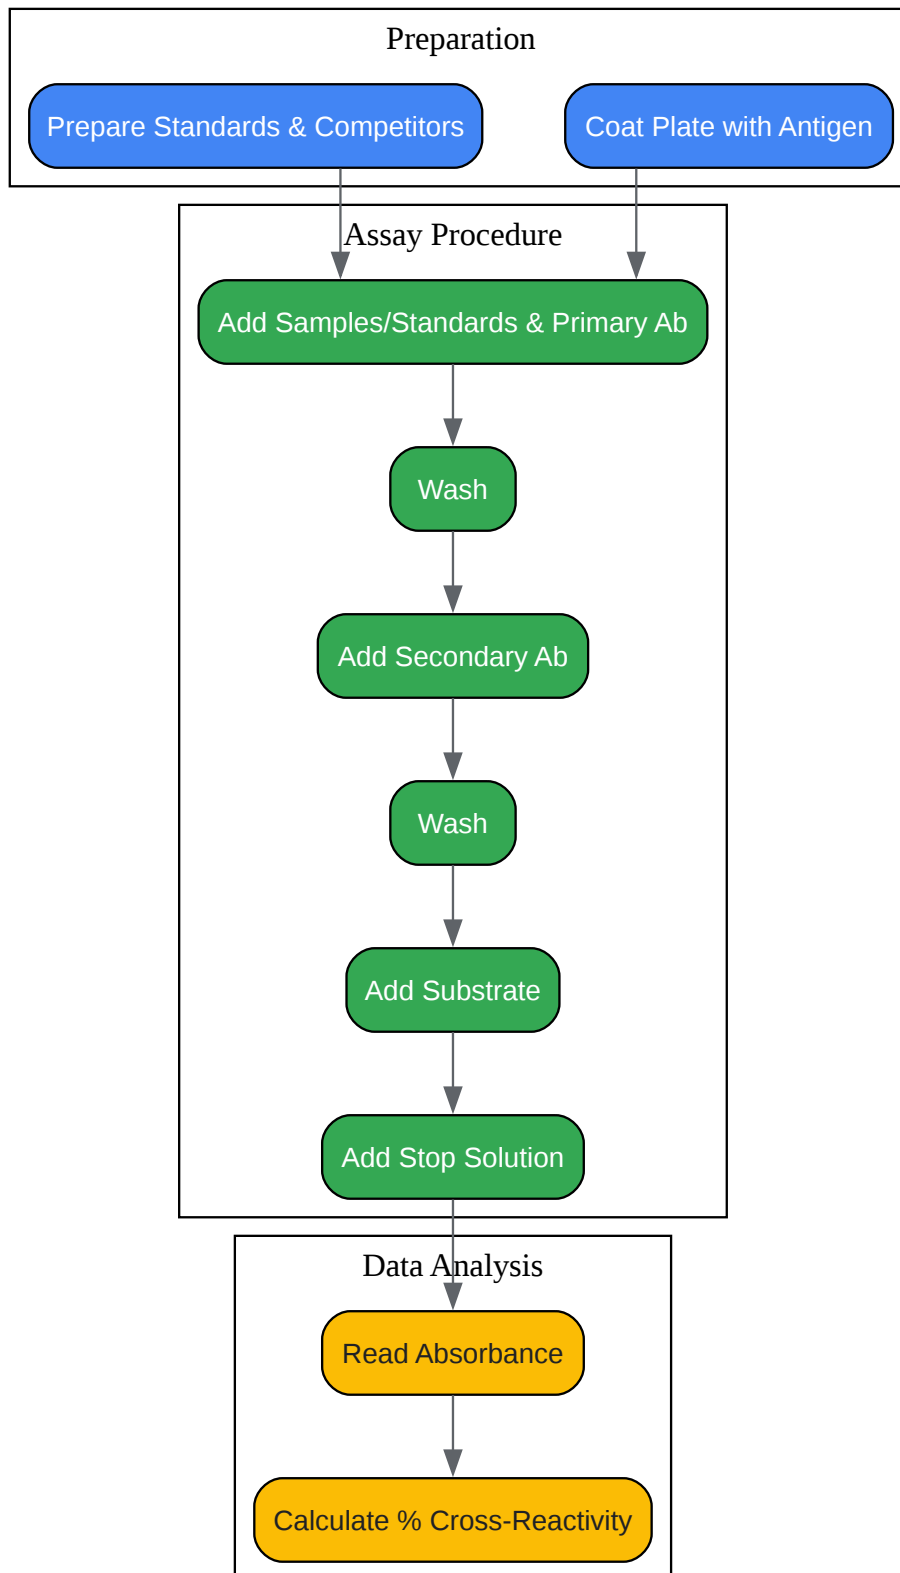 Preparation
Prepare Standards & Competitors
Coat Plate with Antigen
Assay Procedure
Add Samples/Standards & Primary Ab
Wash
Add Secondary Ab
Wash
Add Substrate
Add Stop Solution
Data Analysis
Read Absorbance
Calculate % Cross-Reactivity